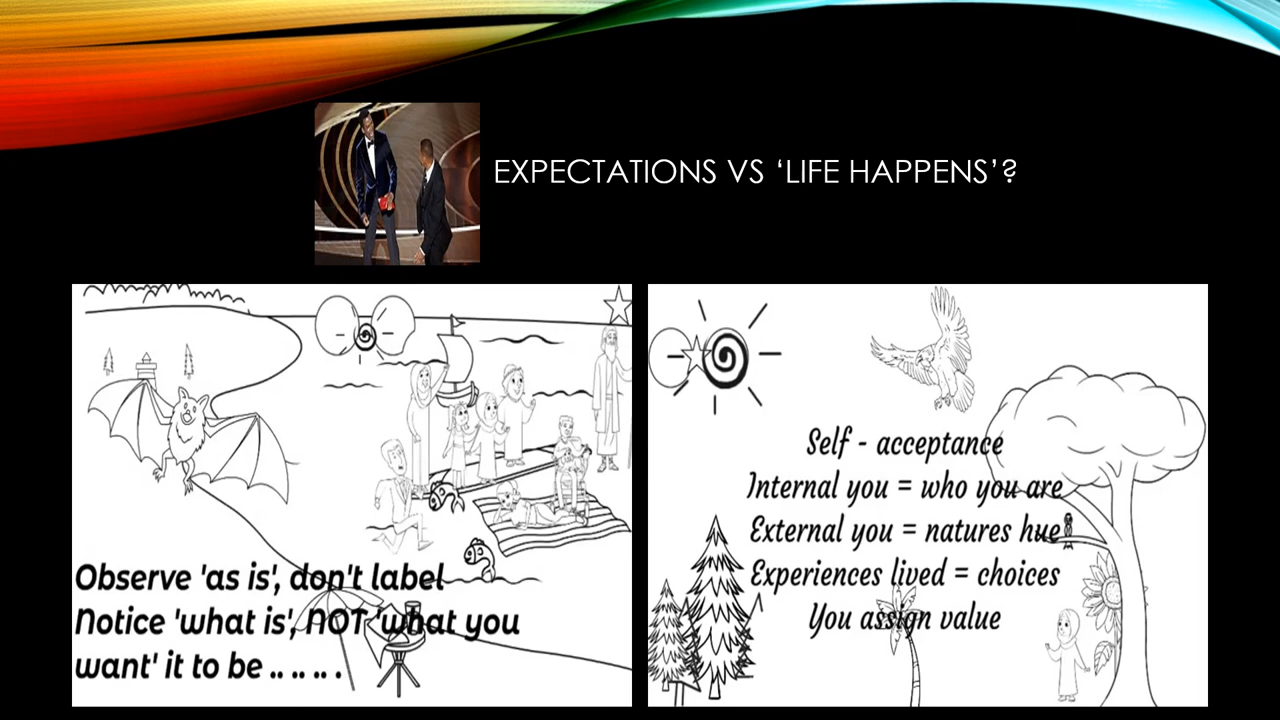 EXPECTATIONS VS ‘LIFE HAPPENS’?
Observe 'as is', don't label
Notice 'what is', NOT 'what you
want' it to be .. .. .. .
Self - acceptance
Internal you = who you are
External you = natures hue
Experiences lived = choices
You assign value